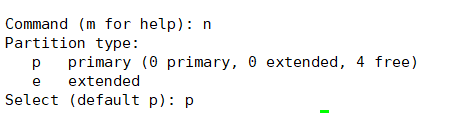 Command (m for help): n
Partition type:
   p   primary (0 primary, 0 extended, 4 free)
   e   extended
Select (default p): p